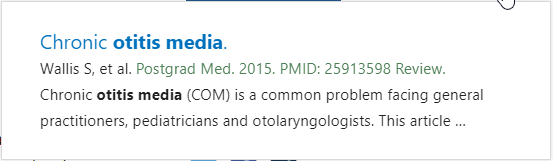 Chronic otitis media.
Wallis S, et al. Postgrad Med. 2015. PMID: 25913598 Review.
Chronic otitis media (COM) is a common problem facing general
practitioners, pediatricians and otolaryngologists. This article ...